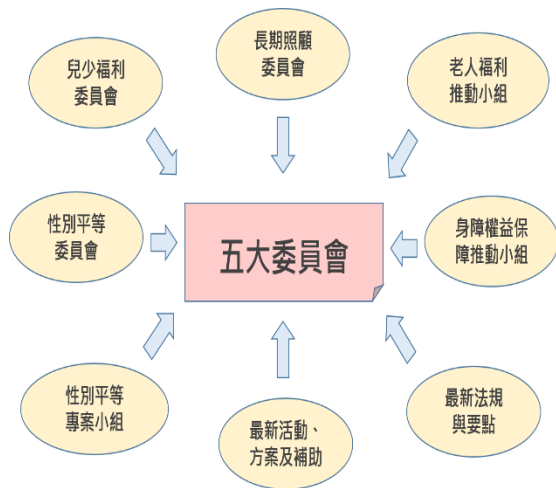 長期照顧
委員會
兒少福利
委員會
老人福利
推動小組
性別平等
委員會
五大委員會
身障權益保
障推動小組
性別平等
專案小組
最新活動、
方案及補助
最新法規
與要點